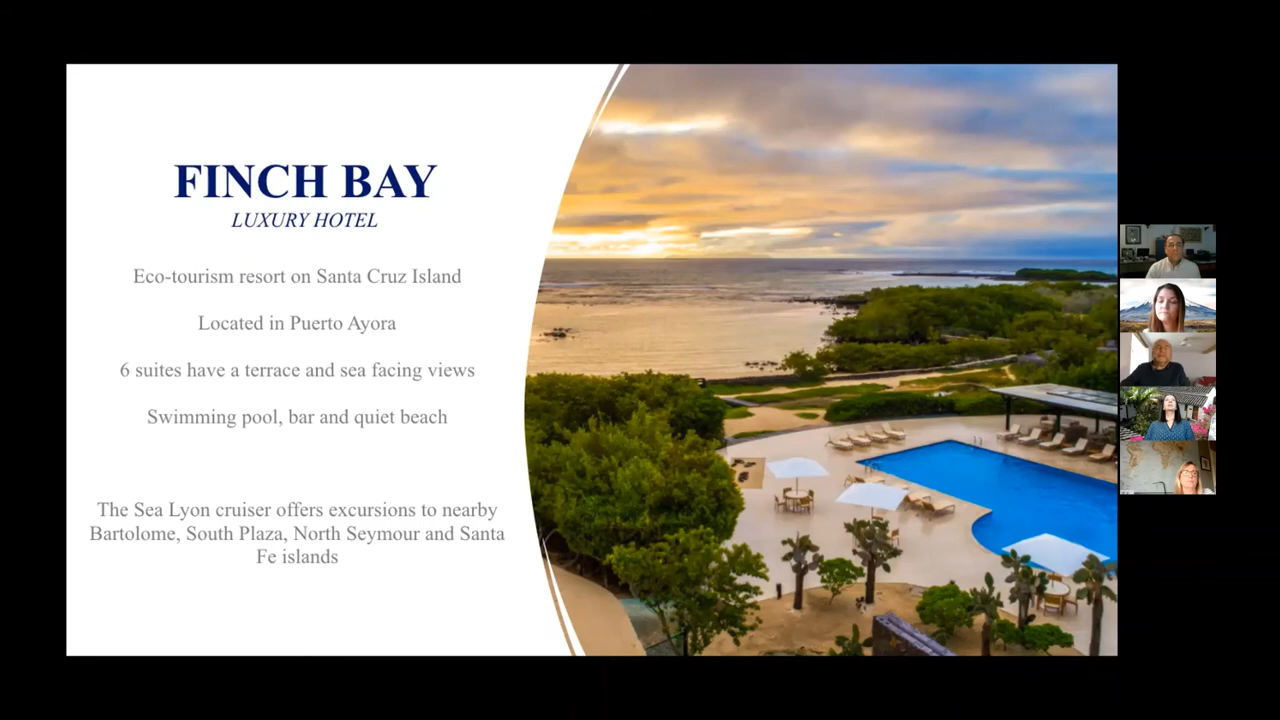 FINCH BAY
LUXURY HOTEL
Eco-tourism resort on Santa Cruz Island
Located in Puerto Ayora
6 suites have a terrace and sea facing views
Swimming pool, bar and quiet beach
The Sea Lyon cruiser offers excursions to nearby
Bartolome, South Plaza, North Seymour and Santa
Fe islands